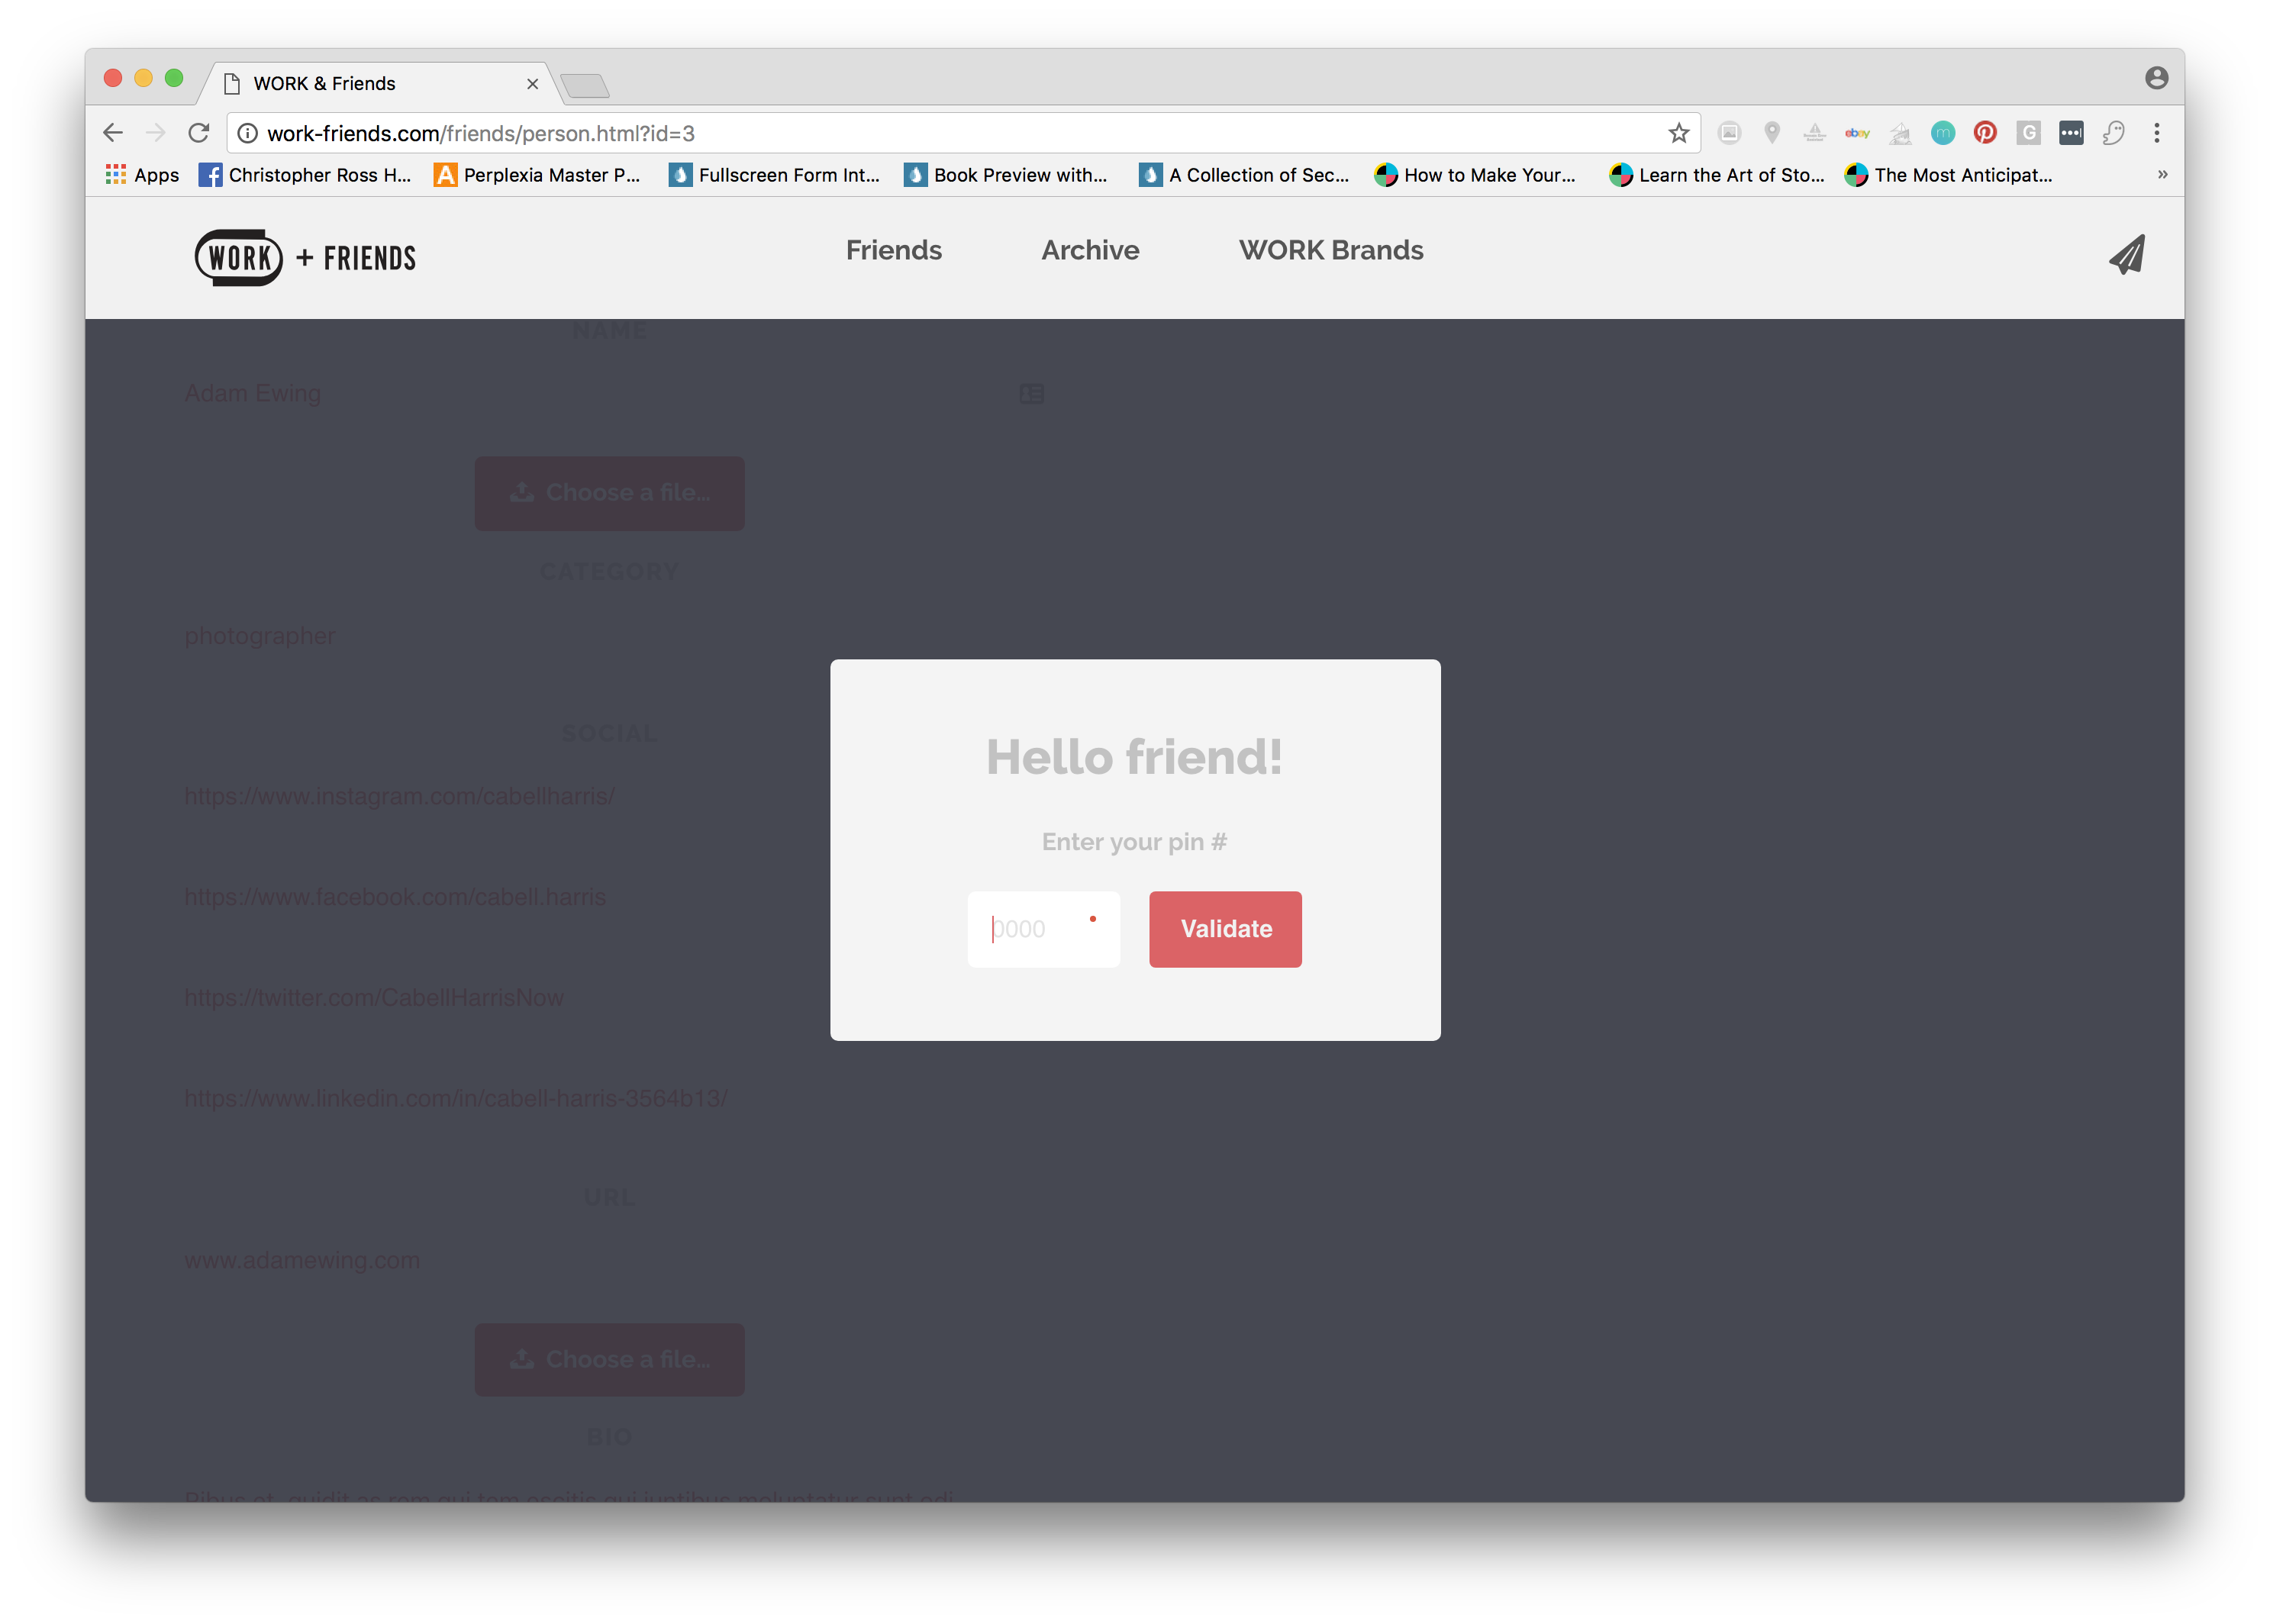 WORK & Friends
work-friends.com/friends/person.html?id=3
ebay
m
G
Apps
Christopher Ross H...
Perplexia Master P...
Fullscreen Form Int...
Book Preview with...
A Collection of Sec...
How to Make Your...
Learn the Art of Sto...
The Most Anticipat...
»
WORK + FRIENDS
Friends
Archive
WORK Brands
NAME
Adam Ewing
Choose a file...
CATEGORY
photographer
SOCIAL
https://www.instagram.com/cabellharris/
https://www.facebook.com/cabell.harris
https://twitter.com/CabellHarrisNow
https://www.linkedin.com/in/cabell-harris-3564b13/
URL
www.adamewing.com
Choose a file...
BIO
Hello friend!
Enter your pin #
0000
Validate